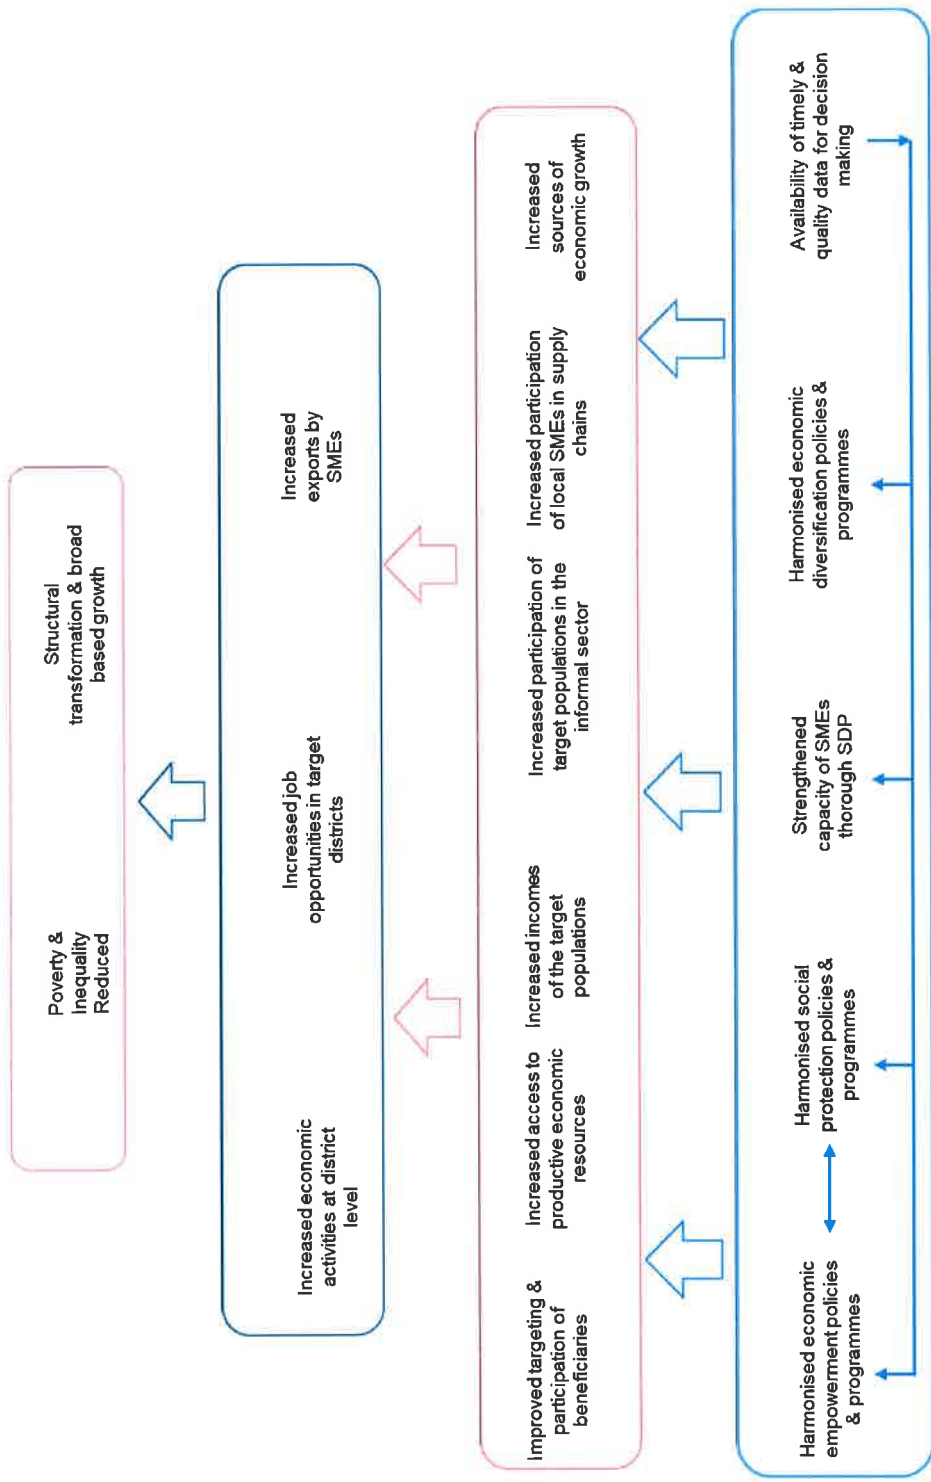 Poverty &
Inequality
Reduced
Structural
transformation & broad
based growth
Increased economic
activities at district
level
Increased job
opportunities in target
districts
Increased
exports by
SMEs
Improved targeting &
participation of
beneficiaries
Increased access to
productive economic
resources
Increased incomes
of the target
populations
Increased participation of
target populations in the
informal sector
Increased participation
of local SMEs in supply
chains
Increased
sources of
economic growth
Harmonised economic
empowerment policies
& programmes
Harmonised social
protection policies &
programmes
Strengthened
capacity of SMEs
thorough SDP
Harmonised economic
diversification policies &
programmes
Availability of timely &
quality data for decision
making